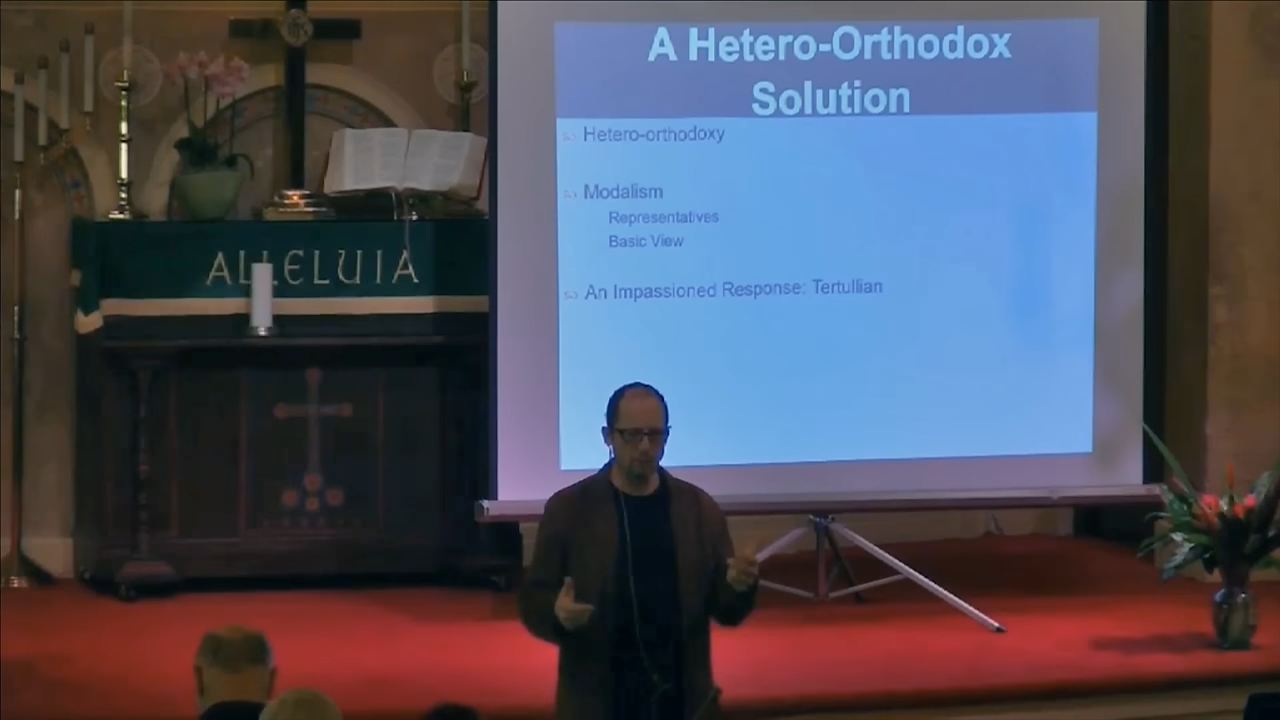 A Hetero-Orthodox
Solution
Hetero-orthodoxy
Modalism
Representatives
Basic View
An Impassioned Response: Tertullian
ALLELUIA